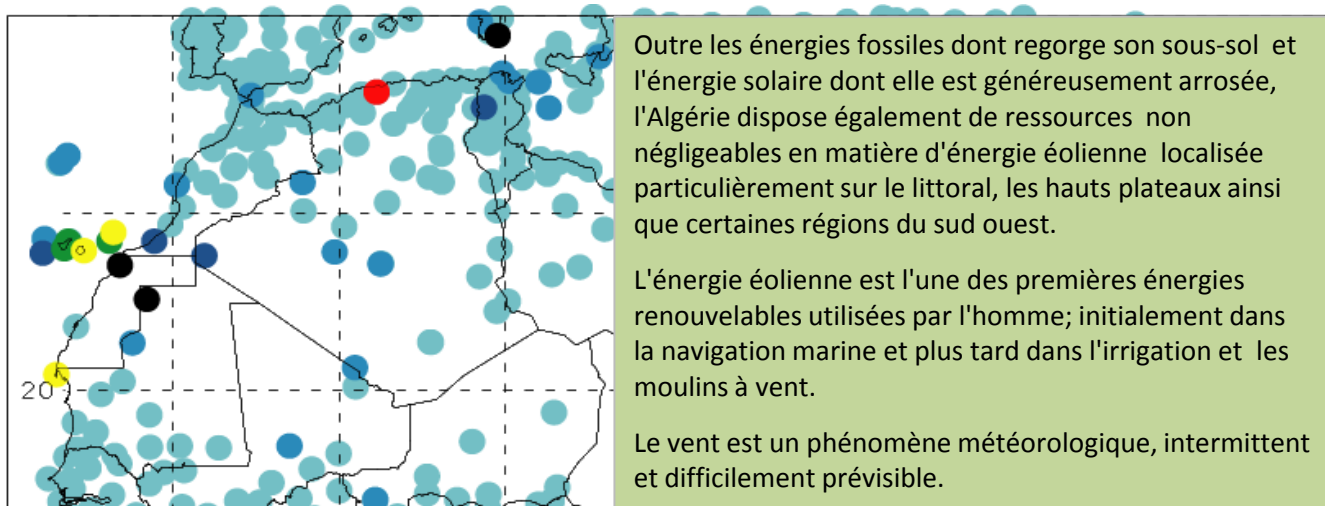 Outre les énergies fossiles dont regorge son sous-sol et
l'énergie solaire dont elle est généreusement arrosée,
l'Algérie dispose également de ressources non
négligeables en matière d'énergie éolienne localisée
particulièrement sur le littoral, les hauts plateaux ainsi
que certaines régions du sud ouest.
L'énergie éolienne est l'une des premières énergies
renouvelables utilisées par l'homme; initialement dans
la navigation marine et plus tard dans l'irrigation et les
moulins à vent.
Le vent est un phénomène météorologique, intermittent
et difficilement prévisible.
20